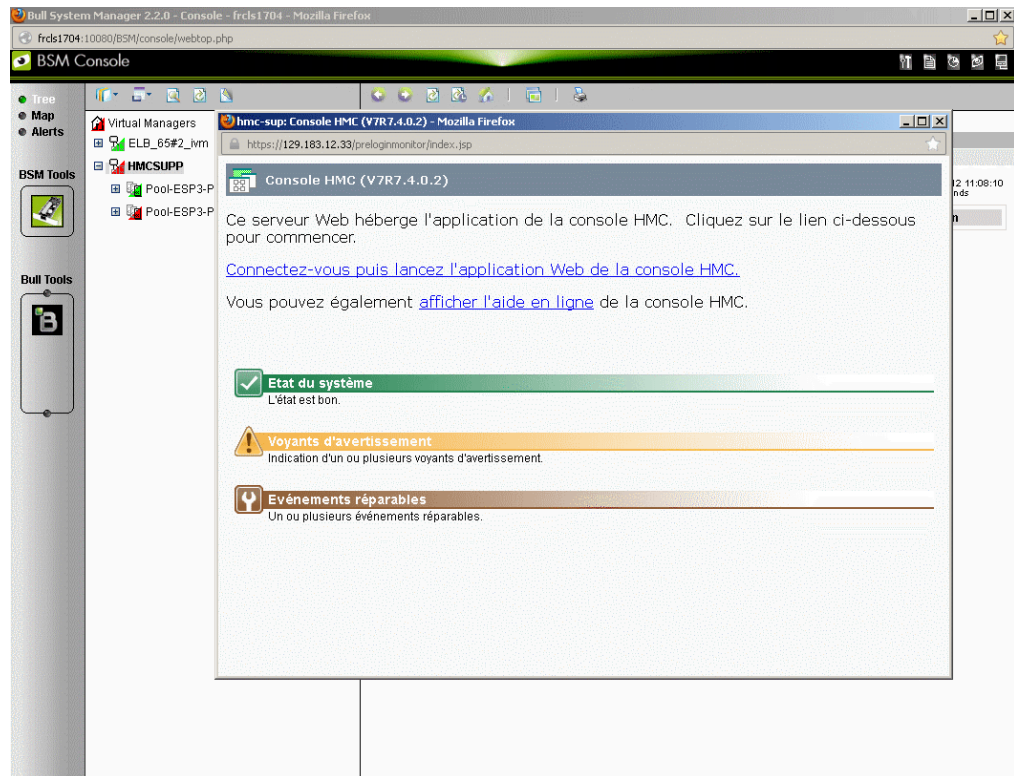 Bull System Manager 2.2.0 - Console - frcls1704 - Mozilla Firefox
frcls1704:10080/BSM/console/webtop.php
BSM Console
Tree
Map
Alerts
BSM Tools
Bull Tools
Virtual Managers
ELB_65#2_ivm
HMCSUPP
Pool-ESP3-P
Pool-ESP3-P
hmc-sup: Console HMC (V7R7.4.0.2) - Mozilla Firefox
https://129.183.12.33/preloginmonitor/index.jsp
Console HMC (V7R7.4.0.2)
Ce serveur Web héberge l'application de la console HMC. Cliquez sur le lien ci-dessous
pour commencer.
Connectez-vous puis lancez l'application Web de la console HMC.
Vous pouvez également afficher l'aide en ligne de la console HMC.
Etat du système
L'état est bon.
Voyants d'avertissement
Indication d'un ou plusieurs voyants d'avertissement.
Evénements réparables
Un ou plusieurs événements réparables.
12 11:08:10
nds
n